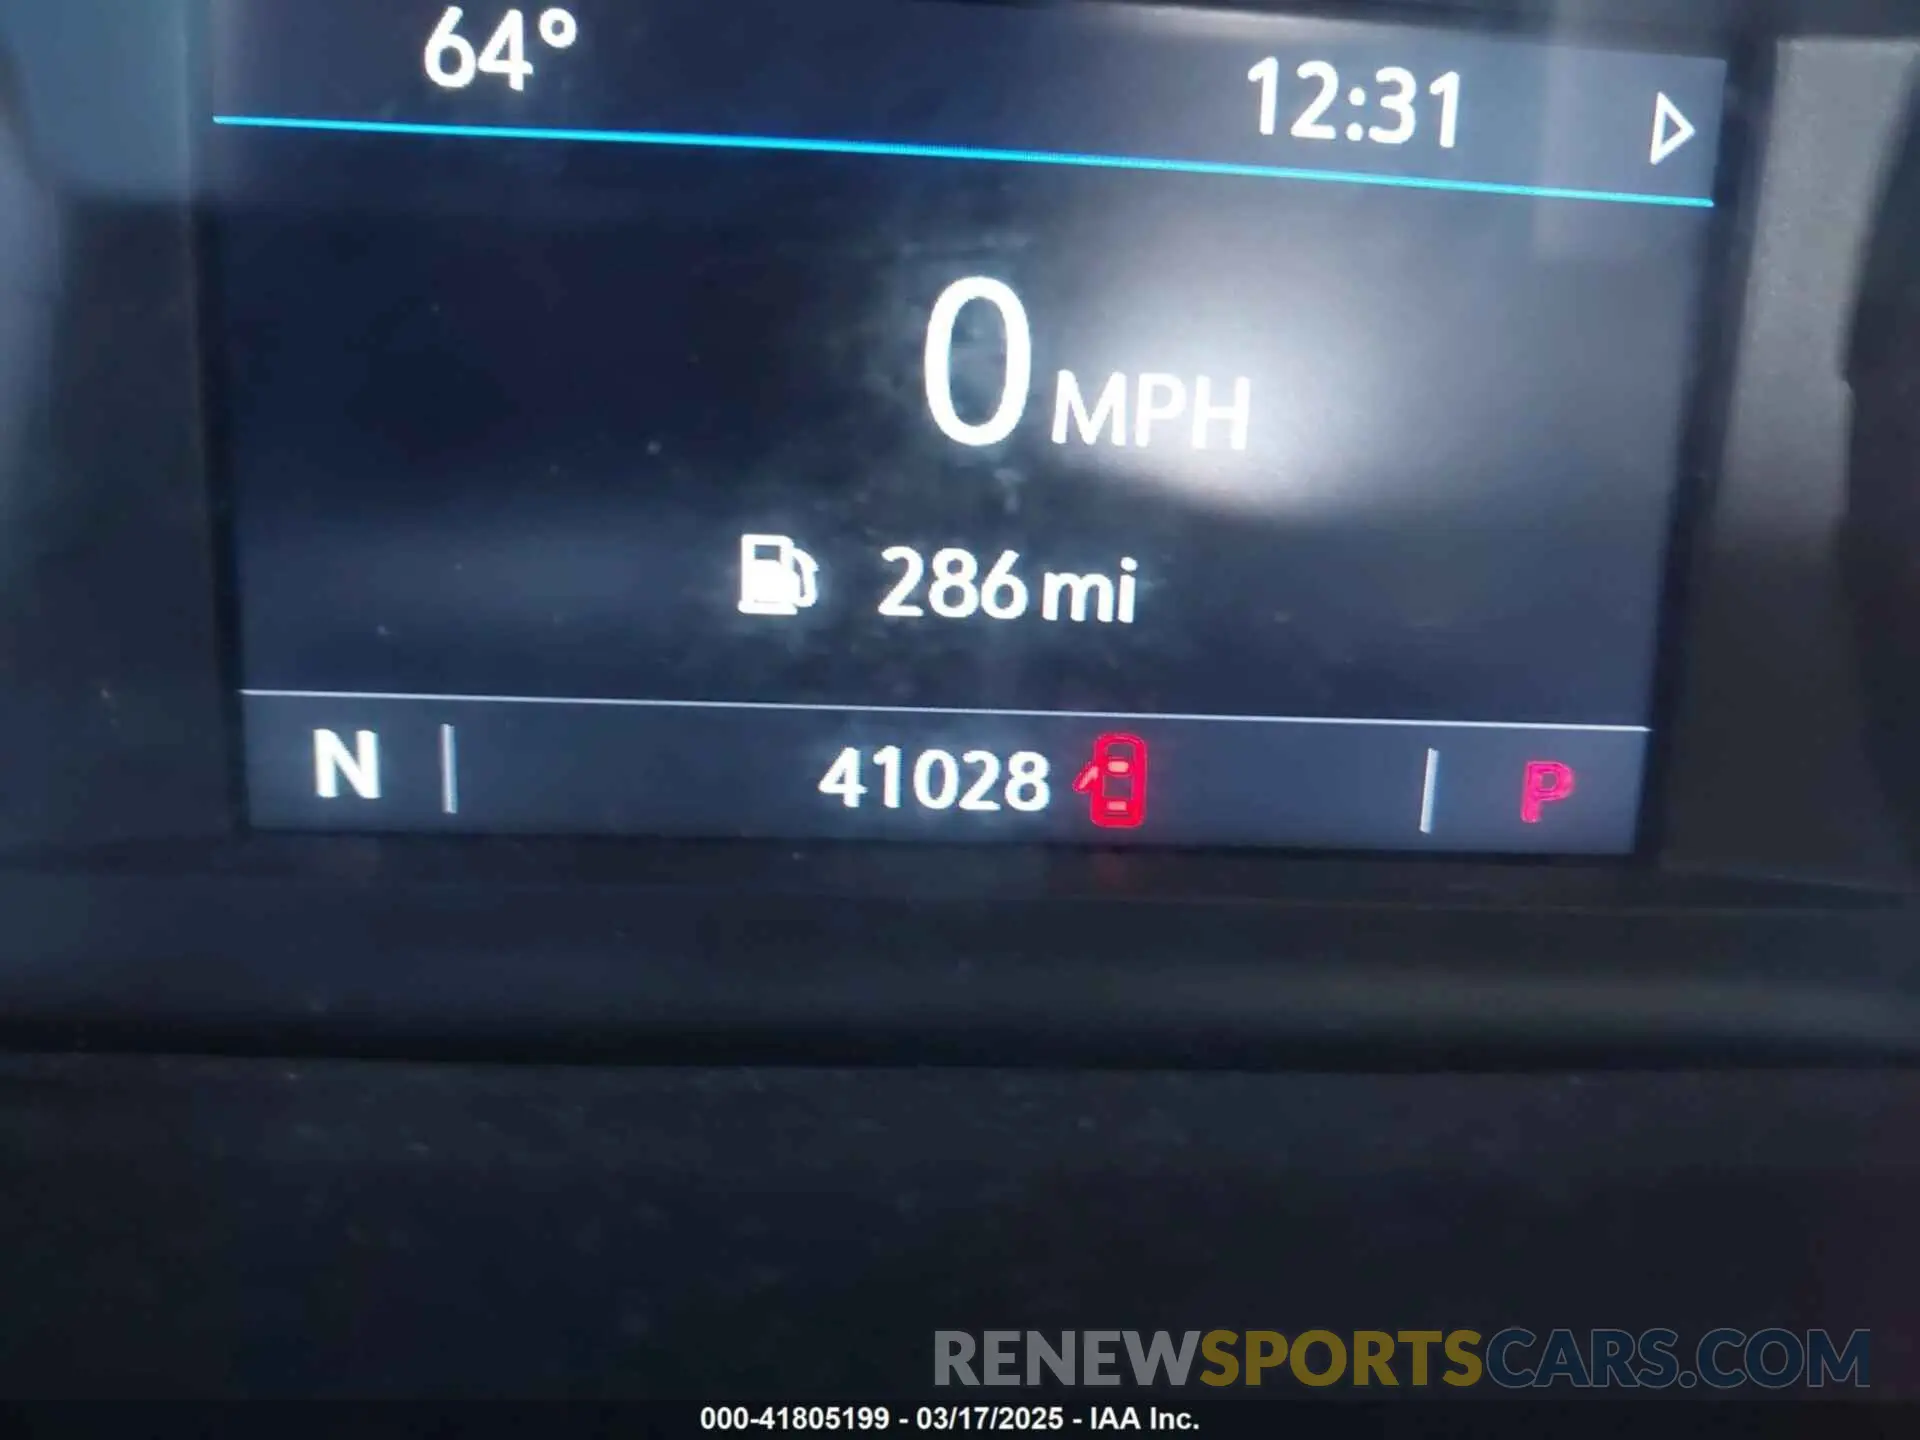 64° 12:31
0 MPH
286 mi
N 41028 P
RENEWSPORTSCARS.COM
000-41805199 - 03/17/2025 - IAA Inc.